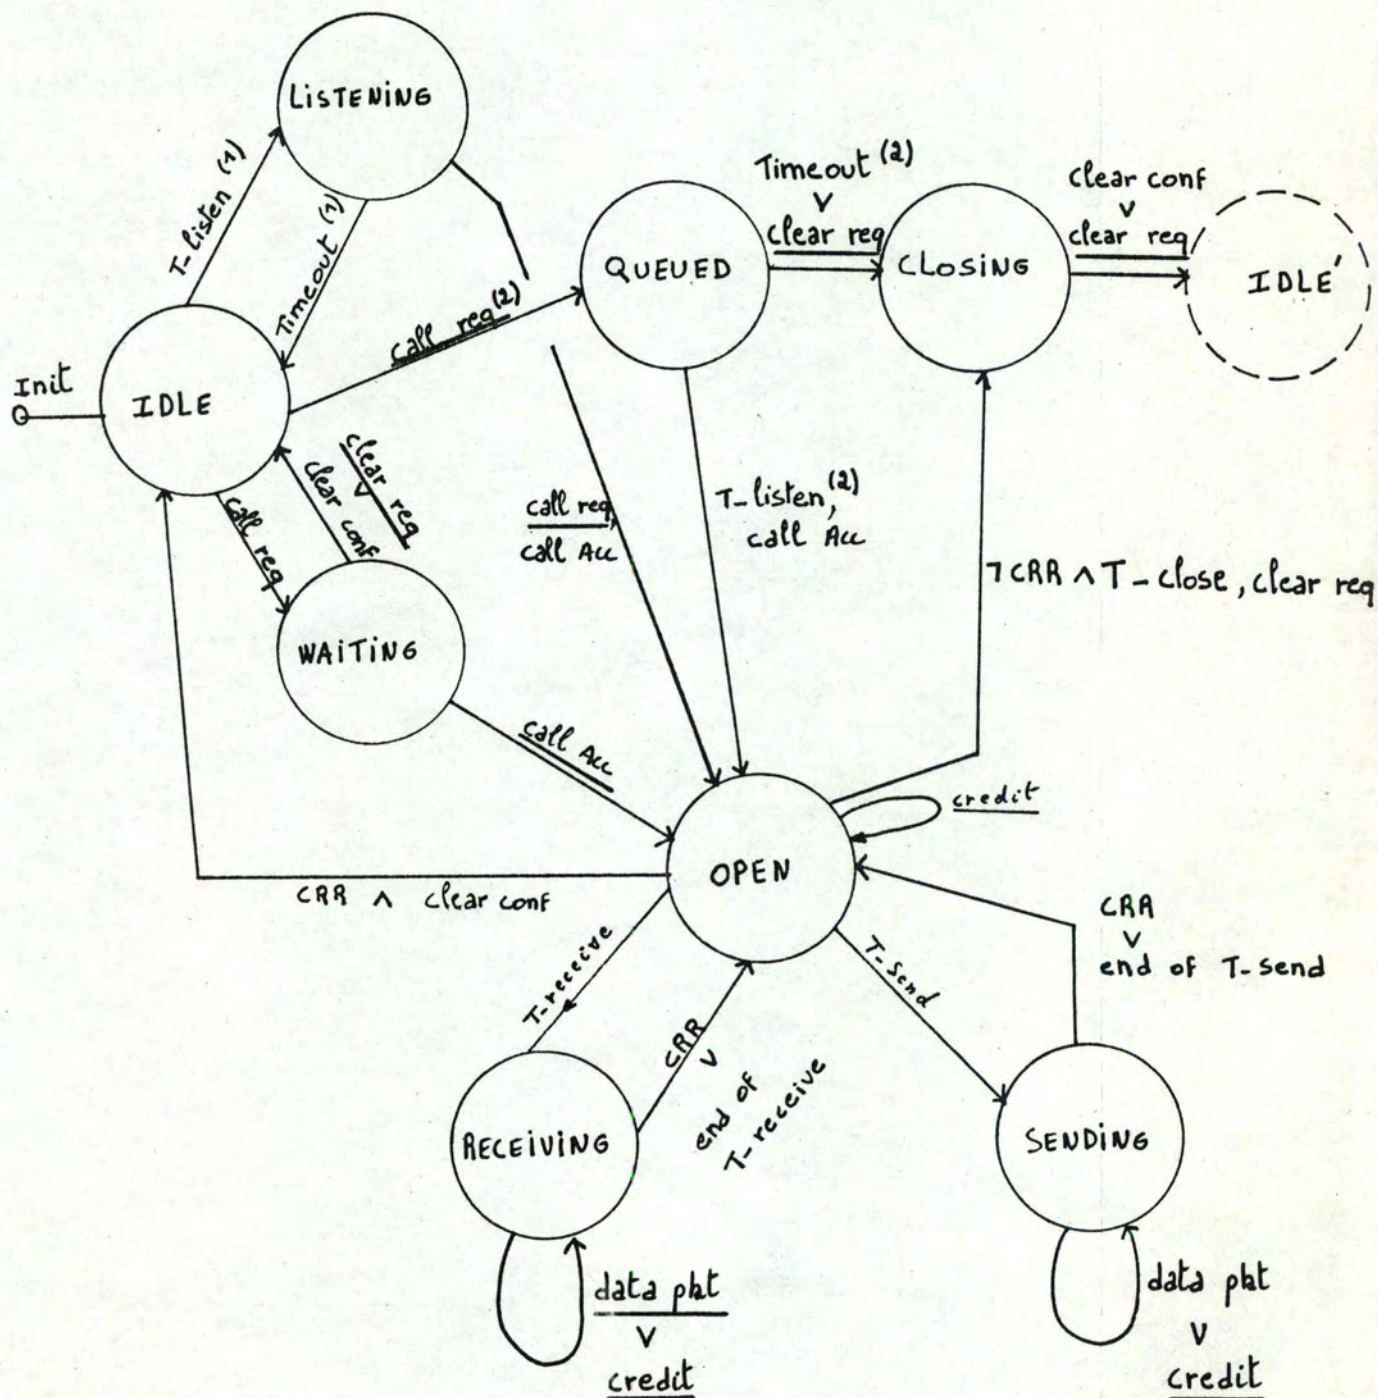 LISTENING
T-listen (1)
Timeout (1)
Timeout (2)
v
clear req
clear conf
v
clear req
QUEUED
CLOSING
IDLE'
call req (2)
Init
IDLE
clear req
v
clear conf
call req
call req,
call Acc
T-listen, (2)
call Acc
WAITING
¬CRR ∧ T-close, clear req
call Acc
credit
OPEN
CRR ∧ clear conf
CRR
v
end of T-send
T-receive
T-send
CRR
v
end of
T-receive
RECEIVING
SENDING
data pkt
v
credit
data pkt
v
credit